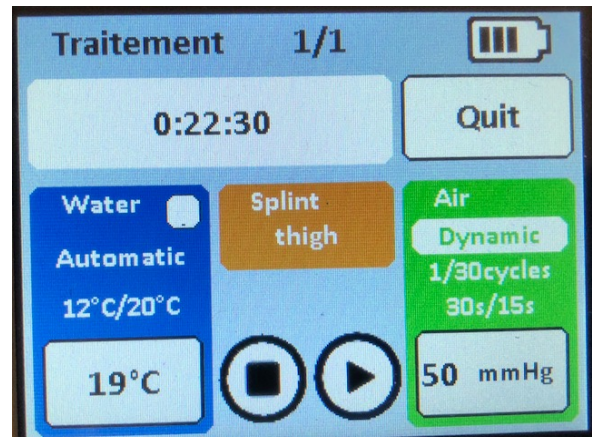 Traitement 1/1
0:22:30
Quit
Water
Automatic
12°C/20°C
19°C
Splint
thigh
Air
Dynamic
1/30cycles
30s/15s
50 mmHg